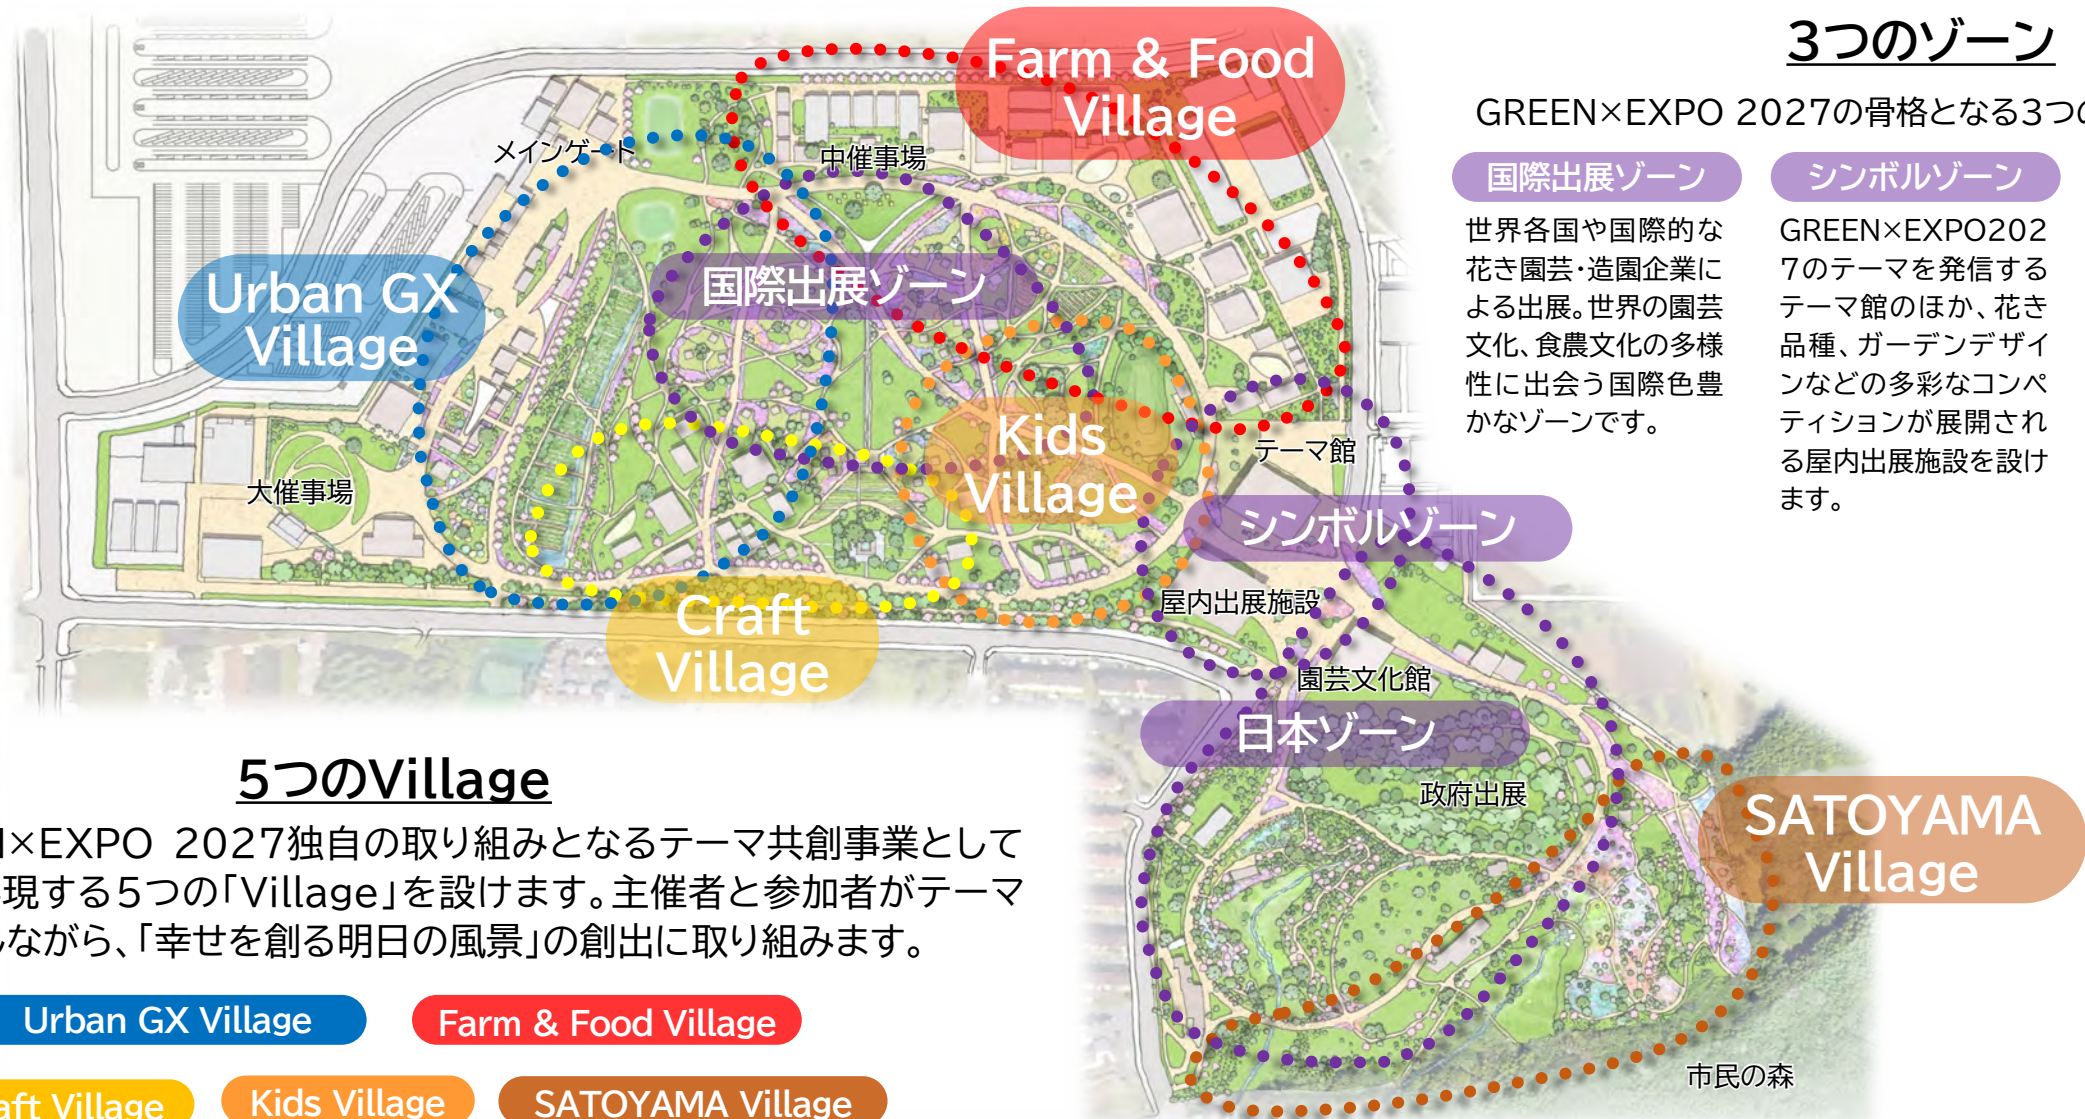 3つのゾーン
GREEN×EXPO 2027の骨格となる3つ
国際出展ゾーン
世界各国や国際的な
花き園芸・造園企業に
よる出展。世界の園芸
文化、食農文化の多様
性に出会う国際色豊
かなゾーンです。
シンボルゾーン
GREEN×EXPO202
7のテーマを発信する
テーマ館のほか、花き
品種、ガーデンデザイ
ンなどの多彩なコンペ
ティションが展開され
る屋内出展施設を設け
ます。
Farm & Food
Village
メインゲート
中催事場
Urban GX
Village
国際出展ゾーン
Kids
Village
テーマ館
大催事場
シンボルゾーン
屋内出展施設
Craft
Village
園芸文化館
日本ゾーン
政府出展
SATOYAMA
Village
市民の森
5つのVillage
×EXPO 2027独自の取り組みとなるテーマ共創事業として
現する5つの「Village」を設けます。主催者と参加者がテーマ
ながら、「幸せを創る明日の風景」の創出に取り組みます。
Urban GX Village
Farm & Food Village
aft Village
Kids Village
SATOYAMA Village